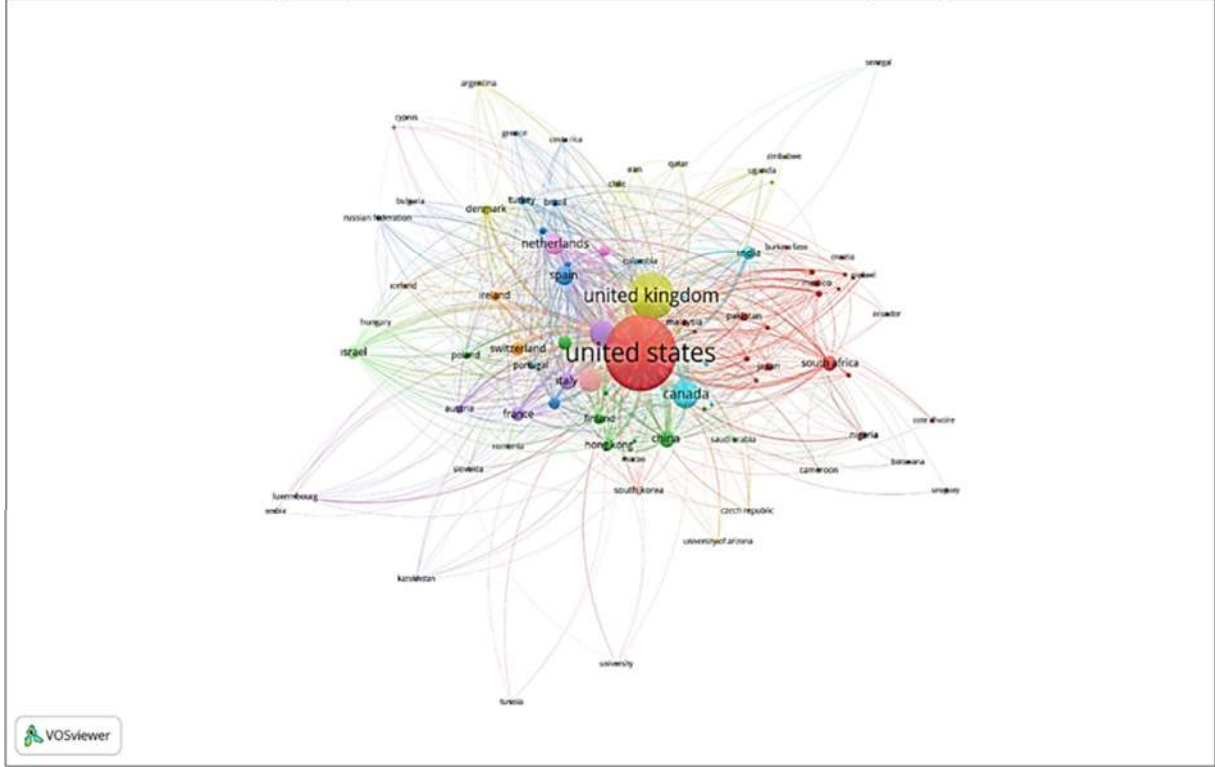 senegal
argentina
cyprus
greece
costa rica
zimbabwe
iran
qatar
uganda
chile
bulgaria
turkey
brazil
denmark
russian federation
netherlands
burkina faso
india
croatia
colombia
spain
mexico
iceland
ireland
united kingdom
ecuador
pakistan
hungary
malaysia
israel
poland
switzerland
united states
portugal
japan
south africa
italy
canada
austria
france
finland
cote d'ivoire
hong kong
china
saudi arabia
nigeria
romania
macao
botswana
slovenia
cameroon
south korea
uruguay
luxembourg
serbia
czech republic
university of arizona
kazakhstan
university
tunisia
VOSviewer